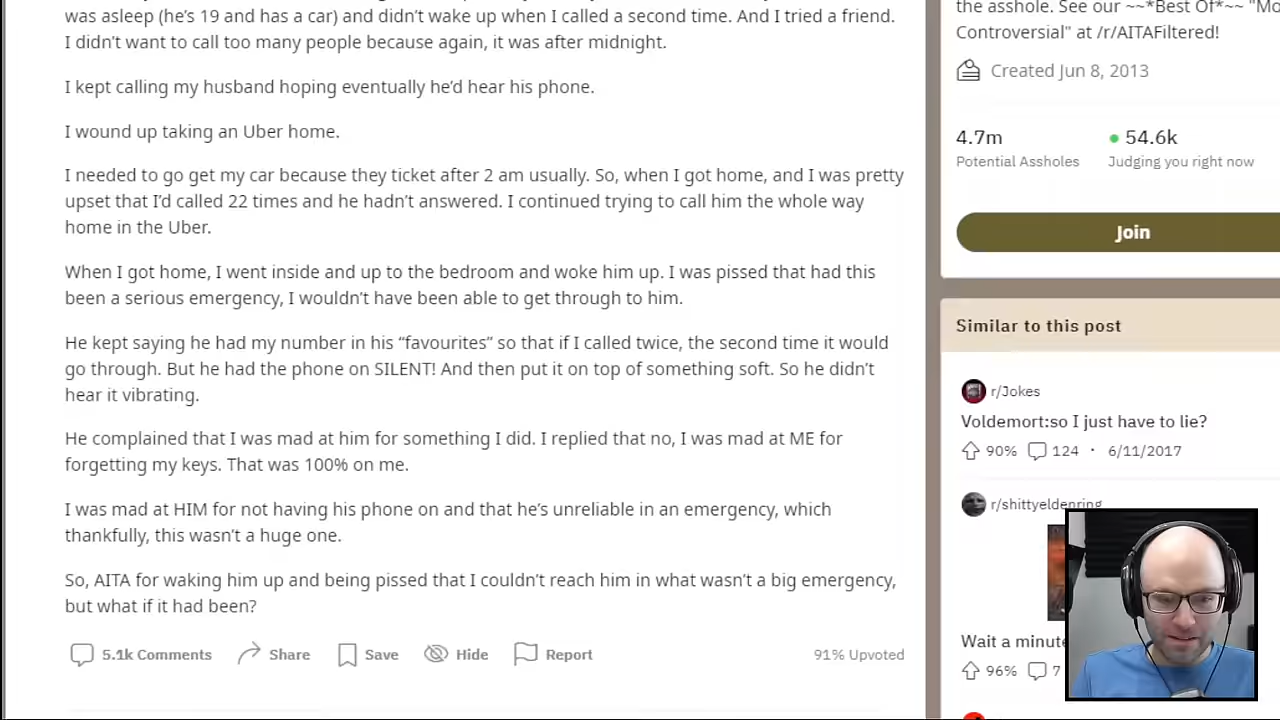 was asleep (he's 19 and has a car) and didn't wake up when I called a second time. And I tried a friend.
I didn't want to call too many people because again, it was after midnight.
I kept calling my husband hoping eventually he'd hear his phone.
I wound up taking an Uber home.
I needed to go get my car because they ticket after 2 am usually. So, when I got home, and I was pretty
upset that I'd called 22 times and he hadn't answered. I continued trying to call him the whole way
home in the Uber.
When I got home, I went inside and up to the bedroom and woke him up. I was pissed that had this
been a serious emergency, I wouldn't have been able to get through to him.
He kept saying he had my number in his “favourites” so that if I called twice, the second time it would
go through. But he had the phone on SILENT! And then put it on top of something soft. So he didn't
hear it vibrating.
He complained that I was mad at him for something I did. I replied that no, I was mad at ME for
forgetting my keys. That was 100% on me.
I was mad at HIM for not having his phone on and that he's unreliable in an emergency, which
thankfully, this wasn't a huge one.
So, AITA for waking him up and being pissed that I couldn't reach him in what wasn't a big emergency,
but what if it had been?
5.1k Comments Share Save Hide Report 91% Upvoted
the asshole. See our ~~*Best Of*~~ "Mo
Controversial" at /r/AITAFiltered!
Created Jun 8, 2013
4.7m 54.6k
Potential Assholes Judging you right now
Join
Similar to this post
r/Jokes
Voldemort:so I just have to lie?
90% 124 · 6/11/2017
r/shittyeldenring
Wait a minute
96% 7